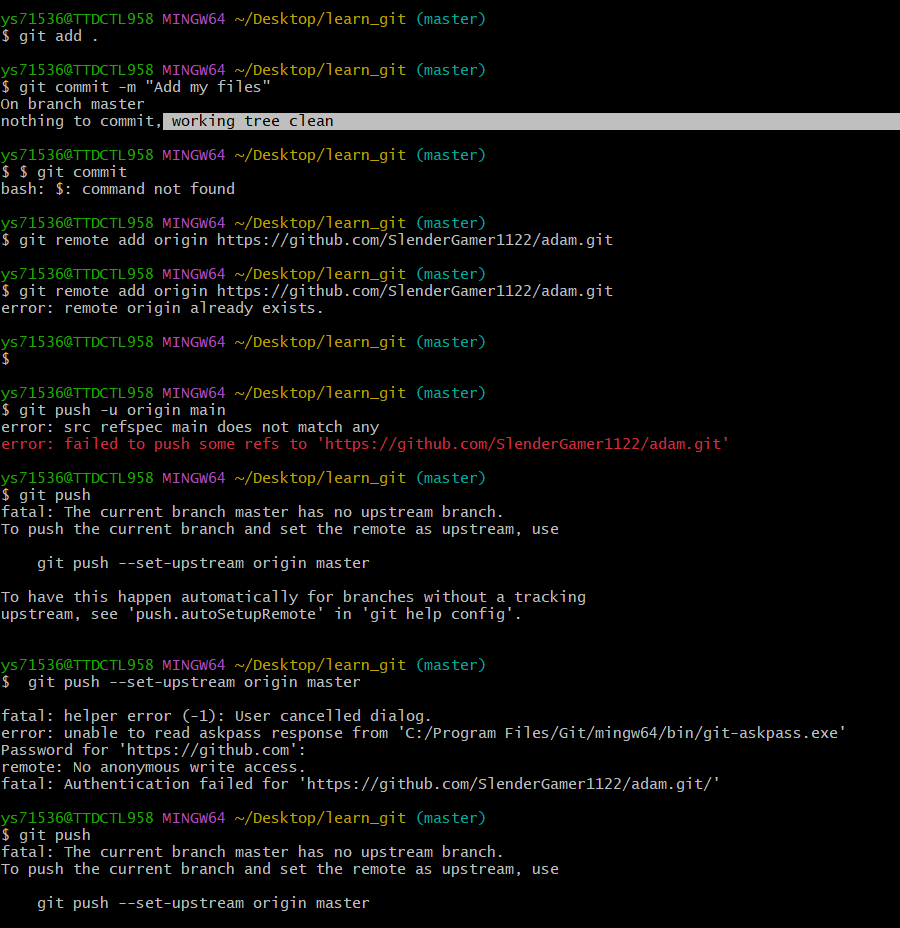 ys71536@TTDCTL958 MINGW64 ~/Desktop/learn_git (master)
$ git add .
ys71536@TTDCTL958 MINGW64 ~/Desktop/learn_git (master)
$ git commit -m "Add my files"
On branch master
nothing to commit, working tree clean
ys71536@TTDCTL958 MINGW64 ~/Desktop/learn_git (master)
$ $ git commit
bash: $: command not found
ys71536@TTDCTL958 MINGW64 ~/Desktop/learn_git (master)
$ git remote add origin https://github.com/SlenderGamer1122/adam.git
ys71536@TTDCTL958 MINGW64 ~/Desktop/learn_git (master)
$ git remote add origin https://github.com/SlenderGamer1122/adam.git
error: remote origin already exists.
ys71536@TTDCTL958 MINGW64 ~/Desktop/learn_git (master)
$
ys71536@TTDCTL958 MINGW64 ~/Desktop/learn_git (master)
$ git push -u origin main
error: src refspec main does not match any
error: failed to push some refs to 'https://github.com/SlenderGamer1122/adam.git'
ys71536@TTDCTL958 MINGW64 ~/Desktop/learn_git (master)
$ git push
fatal: The current branch master has no upstream branch.
To push the current branch and set the remote as upstream, use
    git push --set-upstream origin master
To have this happen automatically for branches without a tracking
upstream, see 'push.autoSetupRemote' in 'git help config'.
ys71536@TTDCTL958 MINGW64 ~/Desktop/learn_git (master)
$  git push --set-upstream origin master
fatal: helper error (-1): User cancelled dialog.
error: unable to read askpass response from 'C:/Program Files/Git/mingw64/bin/git-askpass.exe'
Password for 'https://github.com':
remote: No anonymous write access.
fatal: Authentication failed for 'https://github.com/SlenderGamer1122/adam.git/'
ys71536@TTDCTL958 MINGW64 ~/Desktop/learn_git (master)
$ git push
fatal: The current branch master has no upstream branch.
To push the current branch and set the remote as upstream, use
    git push --set-upstream origin master